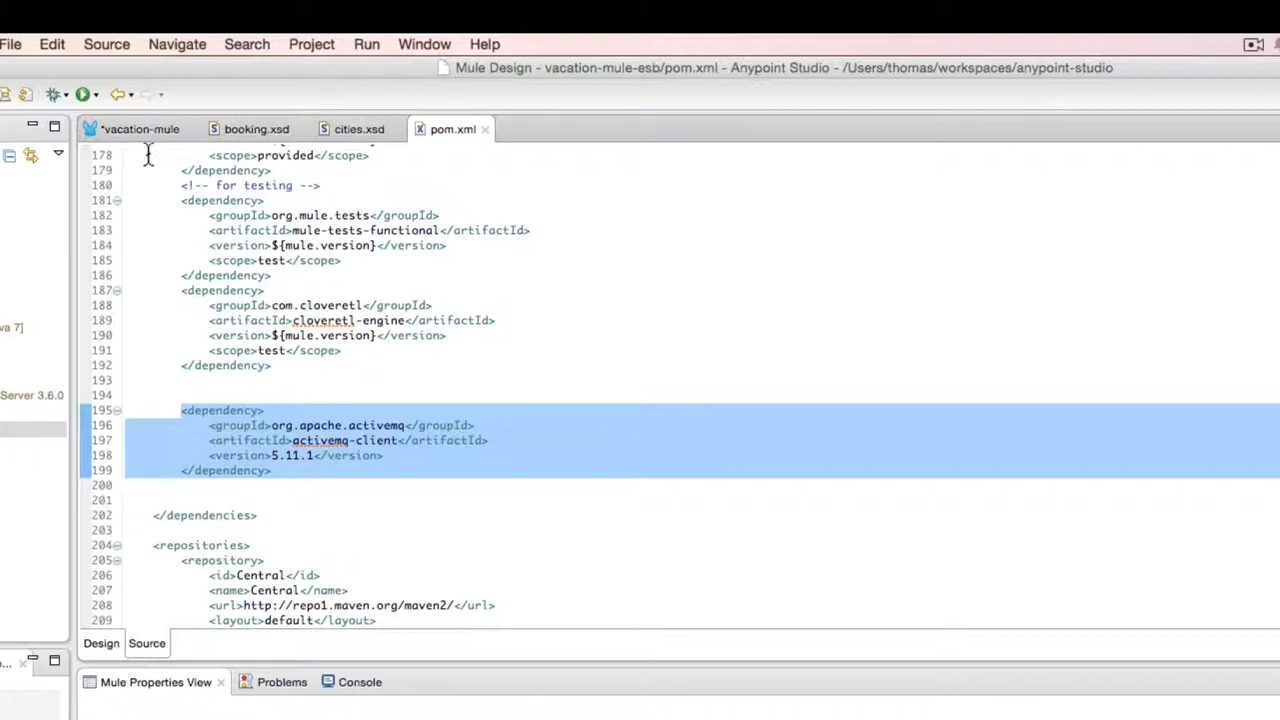 File Edit Source Navigate Search Project Run Window Help
Mule Design - vacation-mule-esb/pom.xml - Anypoint Studio - /Users/thomas/workspaces/anypoint-studio
*vacation-mule booking.xsd cities.xsd pom.xml
178 <scope>provided</scope>
179 </dependency>
180 <!-- for testing -->
181 <dependency>
182 <groupId>org.mule.tests</groupId>
183 <artifactId>mule-tests-functional</artifactId>
184 <version>${mule.version}</version>
185 <scope>test</scope>
186 </dependency>
187 <dependency>
188 <groupId>com.cloveretl</groupId>
189 <artifactId>cloveretl-engine</artifactId>
190 <version>${mule.version}</version>
191 <scope>test</scope>
192 </dependency>
193
194
195 <dependency>
196 <groupId>org.apache.activemq</groupId>
197 <artifactId>activemq-client</artifactId>
198 <version>5.11.1</version>
199 </dependency>
200
201
202 </dependencies>
203
204 <repositories>
205 <repository>
206 <id>Central</id>
207 <name>Central</name>
208 <url>http://repo1.maven.org/maven2/</url>
209 <layout>default</layout>
va 7]
Server 3.6.0
Design Source
o...
Mule Properties View Problems Console